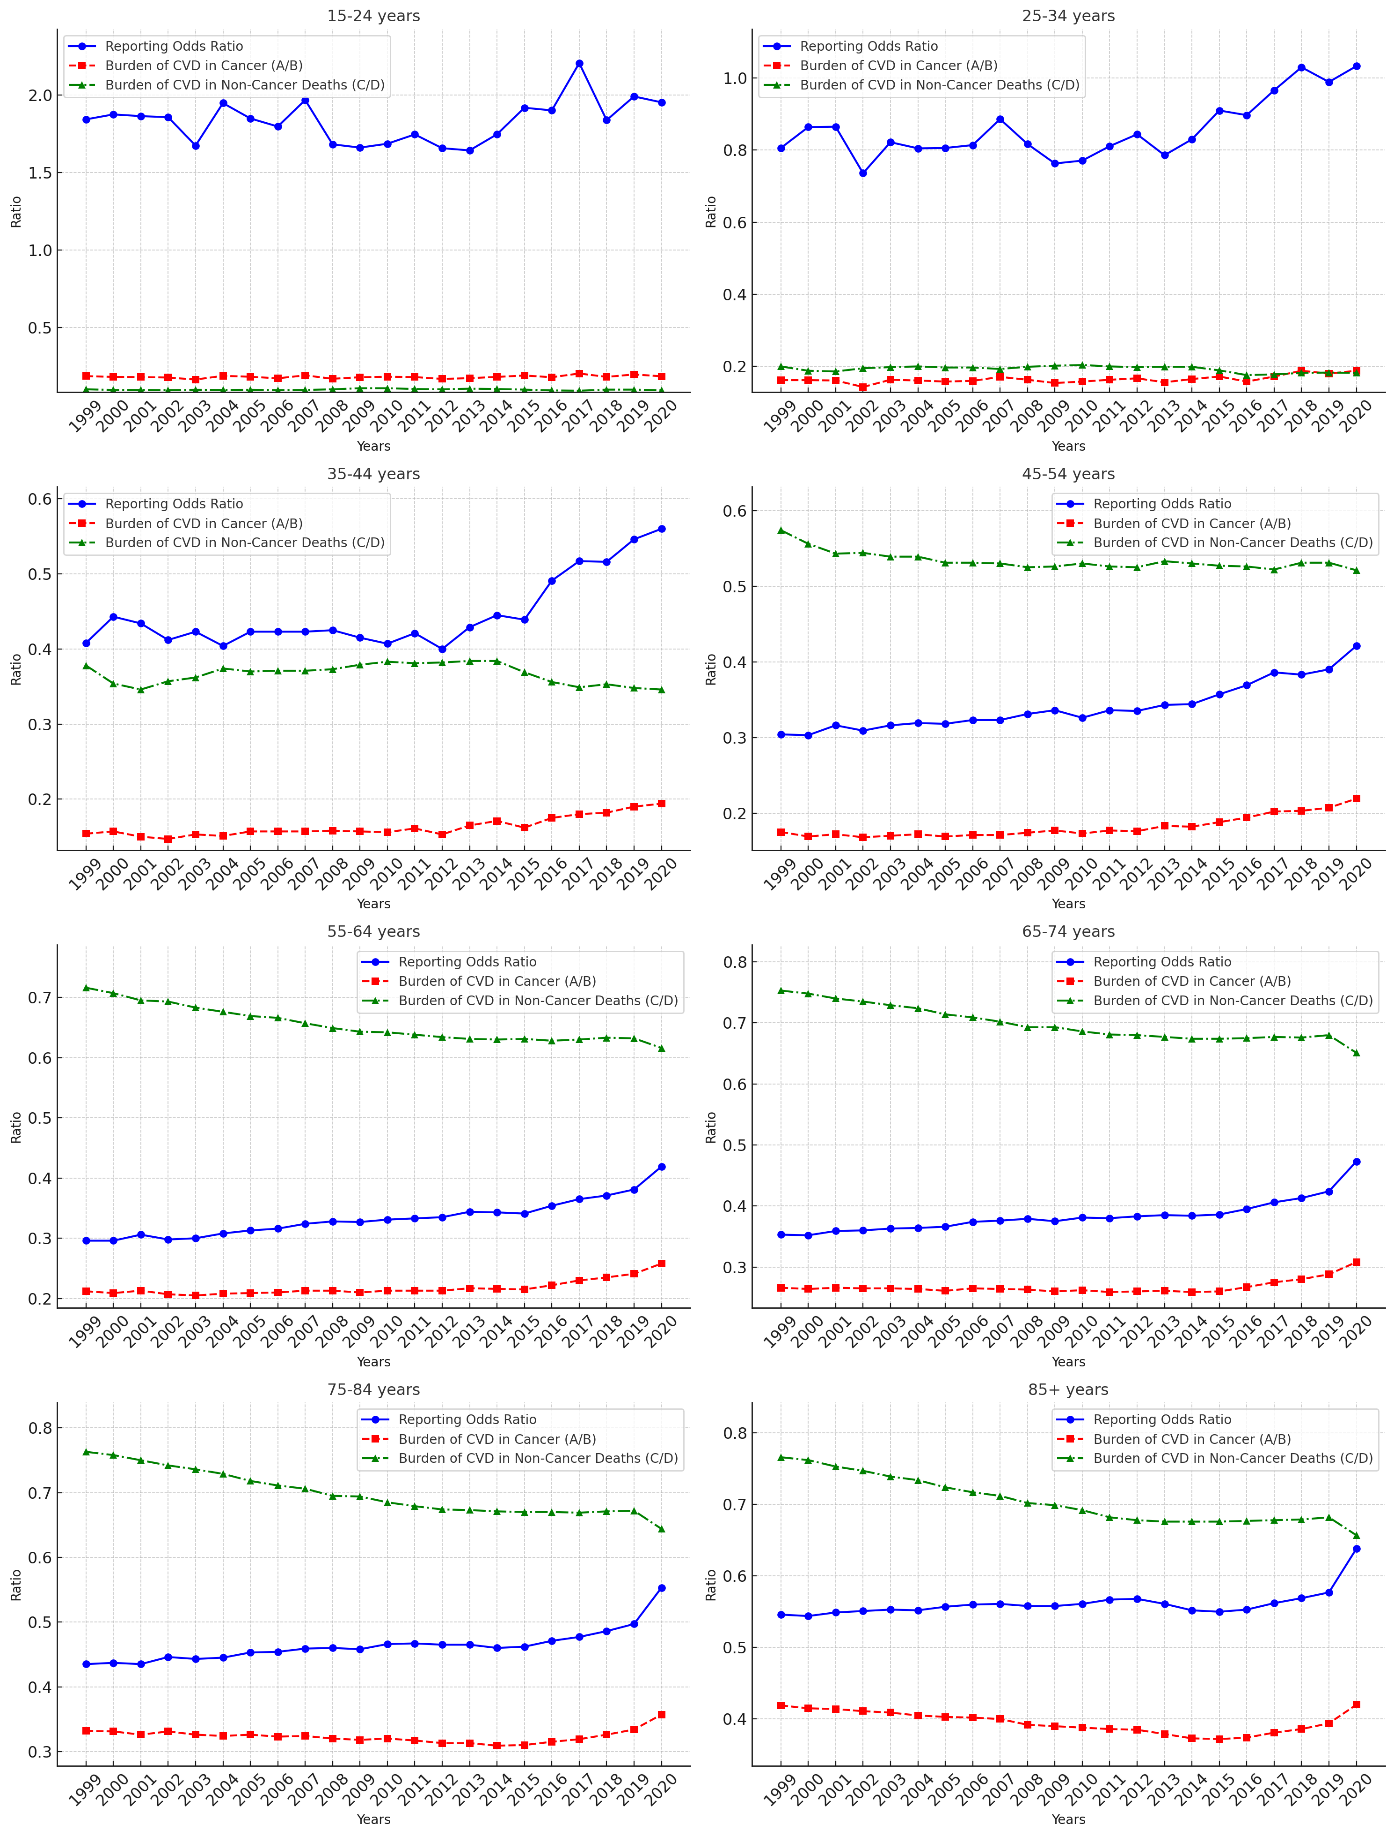 15-24 years
Reporting Odds Ratio
Burden of CVD in Cancer (A/B)
Burden of CVD in Non-Cancer Deaths (C/D)
2.0
1.5
1.0
0.5
Ratio
1999 2000 2001 2002 2003 2004 2005 2006 2007 2008 2009 2010 2011 2012 2013 2014 2015 2016 2017 2018 2019 2020
Years
25-34 years
Reporting Odds Ratio
Burden of CVD in Cancer (A/B)
Burden of CVD in Non-Cancer Deaths (C/D)
1.0
0.8
0.6
0.4
0.2
Ratio
1999 2000 2001 2002 2003 2004 2005 2006 2007 2008 2009 2010 2011 2012 2013 2014 2015 2016 2017 2018 2019 2020
Years
35-44 years
Reporting Odds Ratio
Burden of CVD in Cancer (A/B)
Burden of CVD in Non-Cancer Deaths (C/D)
0.6
0.5
0.4
0.3
0.2
Ratio
1999 2000 2001 2002 2003 2004 2005 2006 2007 2008 2009 2010 2011 2012 2013 2014 2015 2016 2017 2018 2019 2020
Years
45-54 years
Reporting Odds Ratio
Burden of CVD in Cancer (A/B)
Burden of CVD in Non-Cancer Deaths (C/D)
0.6
0.5
0.4
0.3
0.2
Ratio
1999 2000 2001 2002 2003 2004 2005 2006 2007 2008 2009 2010 2011 2012 2013 2014 2015 2016 2017 2018 2019 2020
Years
55-64 years
Reporting Odds Ratio
Burden of CVD in Cancer (A/B)
Burden of CVD in Non-Cancer Deaths (C/D)
0.7
0.6
0.5
0.4
0.3
0.2
Ratio
1999 2000 2001 2002 2003 2004 2005 2006 2007 2008 2009 2010 2011 2012 2013 2014 2015 2016 2017 2018 2019 2020
Years
65-74 years
Reporting Odds Ratio
Burden of CVD in Cancer (A/B)
Burden of CVD in Non-Cancer Deaths (C/D)
0.8
0.7
0.6
0.5
0.4
0.3
Ratio
1999 2000 2001 2002 2003 2004 2005 2006 2007 2008 2009 2010 2011 2012 2013 2014 2015 2016 2017 2018 2019 2020
Years
75-84 years
Reporting Odds Ratio
Burden of CVD in Cancer (A/B)
Burden of CVD in Non-Cancer Deaths (C/D)
0.8
0.7
0.6
0.5
0.4
0.3
Ratio
1999 2000 2001 2002 2003 2004 2005 2006 2007 2008 2009 2010 2011 2012 2013 2014 2015 2016 2017 2018 2019 2020
Years
85+ years
Reporting Odds Ratio
Burden of CVD in Cancer (A/B)
Burden of CVD in Non-Cancer Deaths (C/D)
0.8
0.7
0.6
0.5
0.4
Ratio
1999 2000 2001 2002 2003 2004 2005 2006 2007 2008 2009 2010 2011 2012 2013 2014 2015 2016 2017 2018 2019 2020
Years